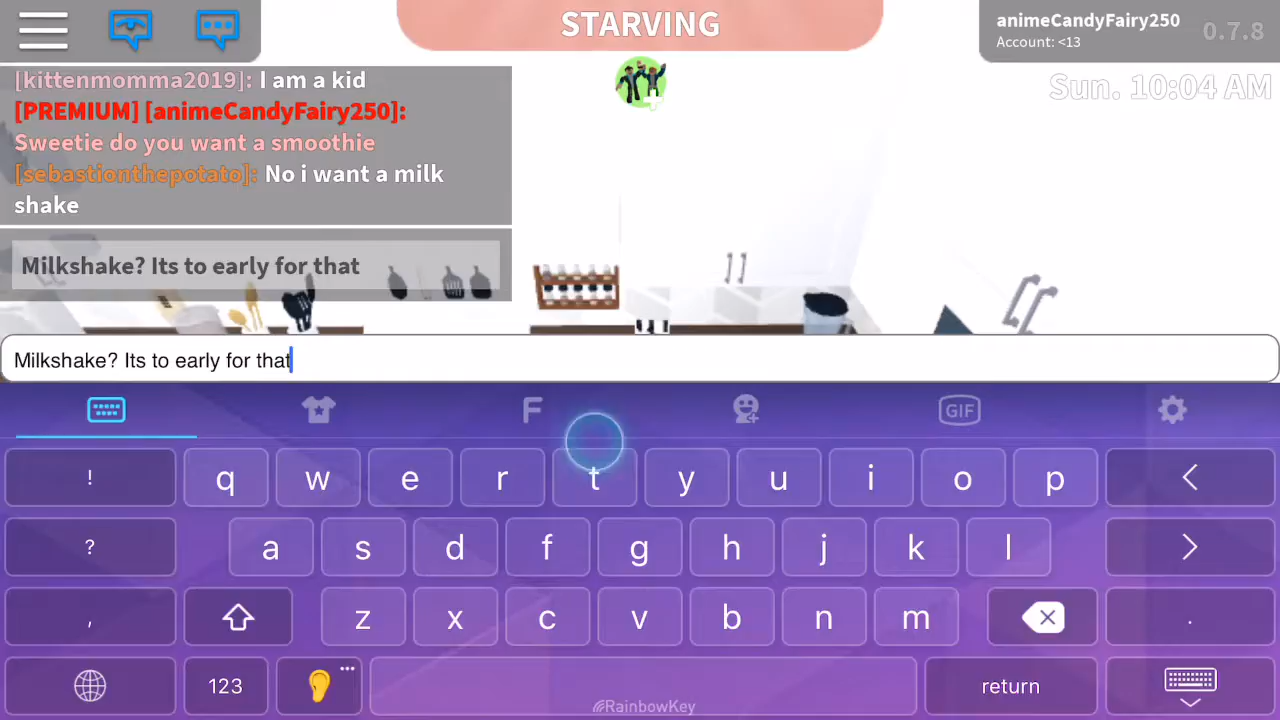 STARVING
animeCandyFairy250
Account: <13
0.7.8
Sun. 10:04 AM
[kittenmomma2019]: I am a kid
[PREMIUM] [animeCandyFairy250]:
Sweetie do you want a smoothie
[sebastionthepotato]: No i want a milk
shake
Milkshake? Its to early for that
Milkshake? Its to early for that
F
GIF
! q w e r t y u i o p <
? a s d f g h j k l >
, z x c v b n m .
123
RainbowKey
return